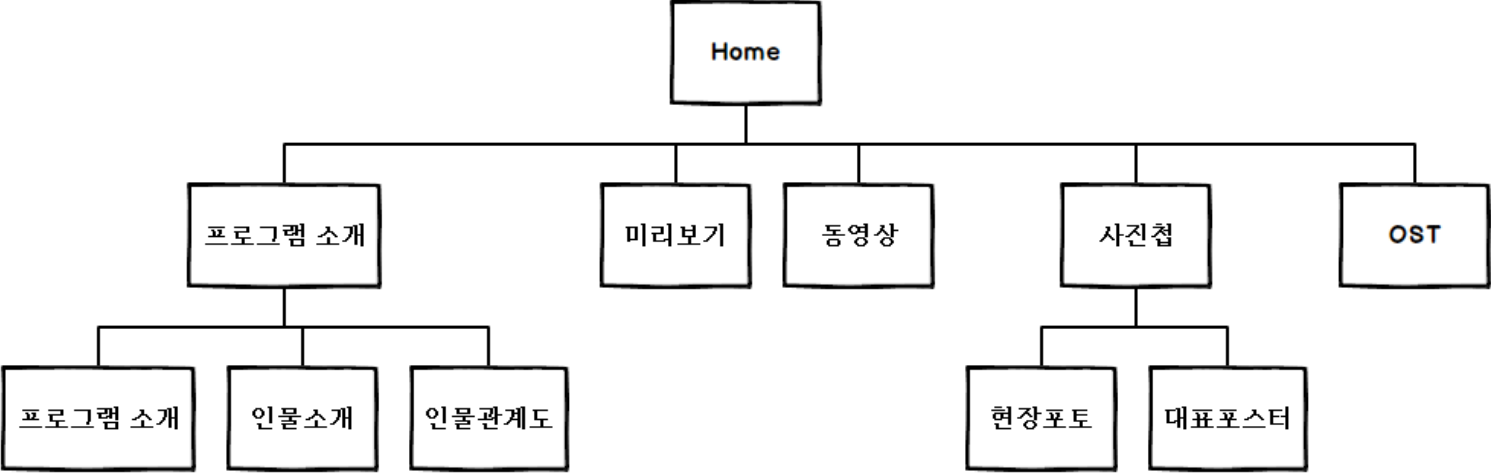 Home
프로그램 소개
미리보기
동영상
사진첩
OST
프로그램 소개
인물소개
인물관계도
현장포토
대표포스터